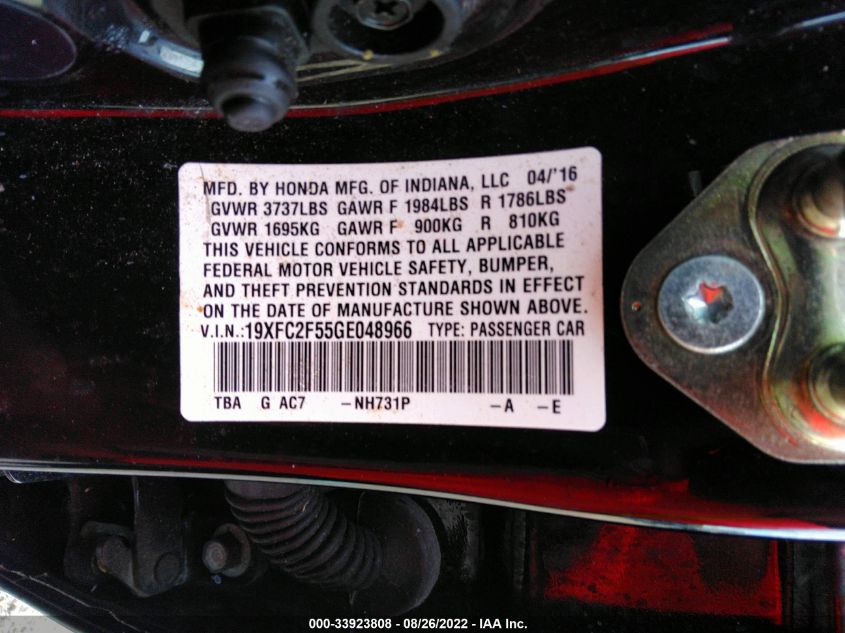 MFD. BY HONDA MFG. OF INDIANA, LLC 04/'16
GVWR 3737LBS GAWR F 1984LBS R 1786LBS
GVWR 1695KG GAWR F 900KG R 810KG
THIS VEHICLE CONFORMS TO ALL APPLICABLE
FEDERAL MOTOR VEHICLE SAFETY, BUMPER,
AND THEFT PREVENTION STANDARDS IN EFFECT
ON THE DATE OF MANUFACTURE SHOWN ABOVE.
V.I.N.:19XFC2F55GE048966 TYPE: PASSENGER CAR
TBA G AC7 -NH731P -A -E
000-33923808 - 08/26/2022 - IAA Inc.